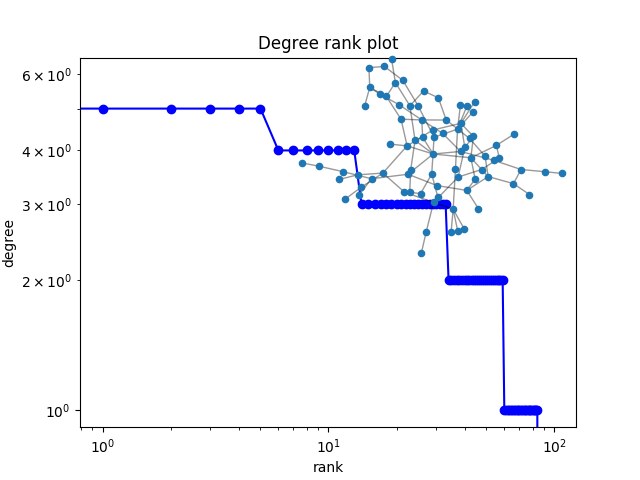 Degree rank plot
6 × 10⁰
4 × 10⁰
3 × 10⁰
2 × 10⁰
10⁰
degree
10⁰ 10¹ 10²
rank